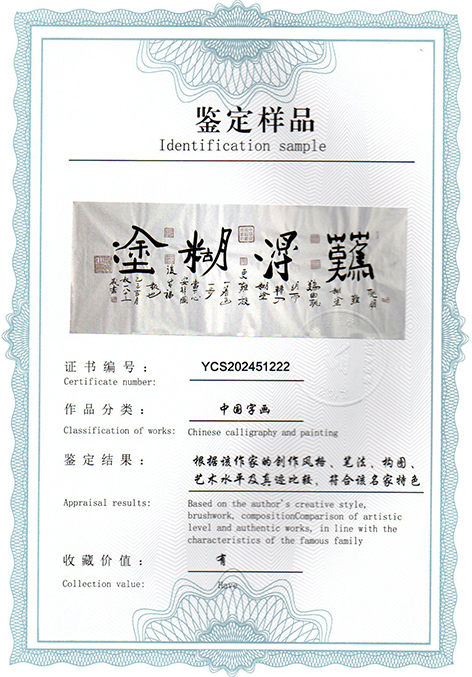 鉴定样品
Identification sample
難得糊塗
证书编号：
YCS202451222
Certificate number:
作品分类：
中国字画
Classification of works:
Chinese calligraphy and painting
鉴定结果：
根据该作家的创作风格、笔法、构图、
艺术水平及真迹比较，符合该名家特色
Appraisal results:
Based on the author's creative style,
brushwork, compositionComparison of artistic
level and authentic works, in line with the
characteristics of the famous family
收藏价值：
有
Collection value:
Have